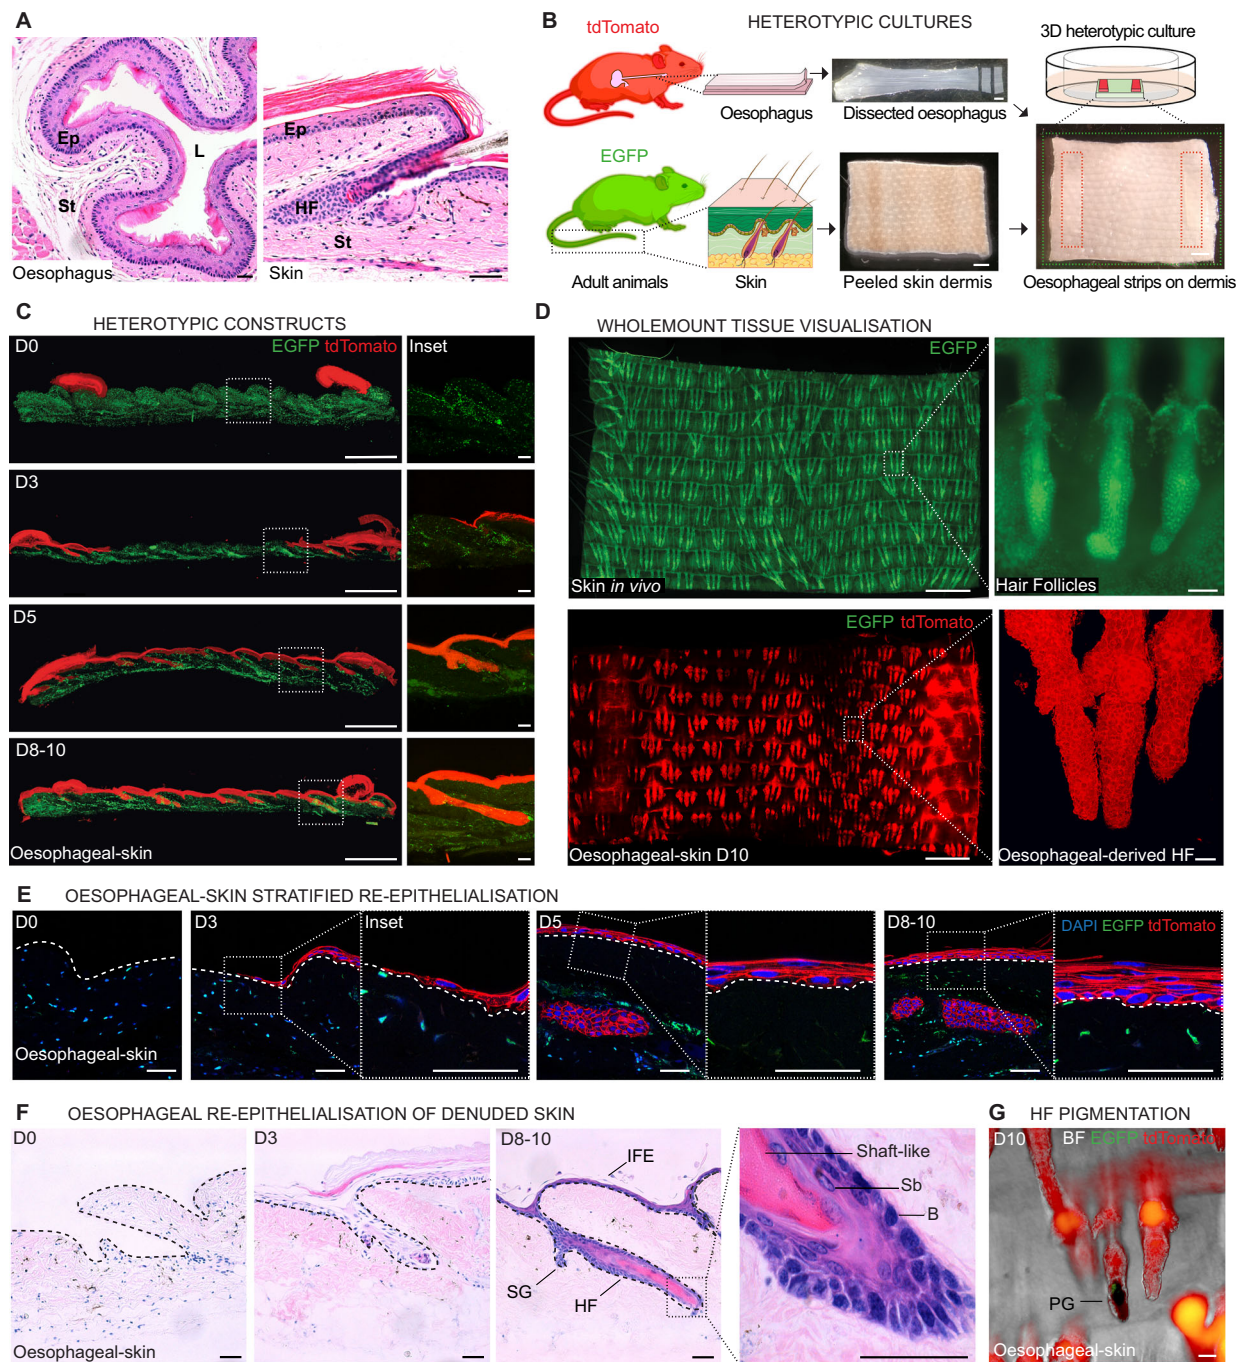 A
Ep
L
St
Oesophagus
Ep
HF
St
Skin
B
HETEROTYPIC CULTURES
tdTomato
3D heterotypic culture
Oesophagus
Dissected oesophagus
EGFP
Adult animals
Skin
Peeled skin dermis
Oesophageal strips on dermis
C
HETEROTYPIC CONSTRUCTS
D0
EGFP tdTomato
Inset
D3
D5
D8-10
Oesophageal-skin
D
WHOLEMOUNT TISSUE VISUALISATION
EGFP
Skin in vivo
Hair Follicles
EGFP tdTomato
Oesophageal-skin D10
Oesophageal-derived HF
E
OESOPHAGEAL-SKIN STRATIFIED RE-EPITHELIALISATION
D0
D3
Inset
D5
D8-10
DAPI EGFP tdTomato
Oesophageal-skin
F
OESOPHAGEAL RE-EPITHELIALISATION OF DENUDED SKIN
D0
D3
D8-10
IFE
SG
HF
Shaft-like
Sb
B
Oesophageal-skin
G
HF PIGMENTATION
D10
BF EGFP tdTomato
PG
Oesophageal-skin